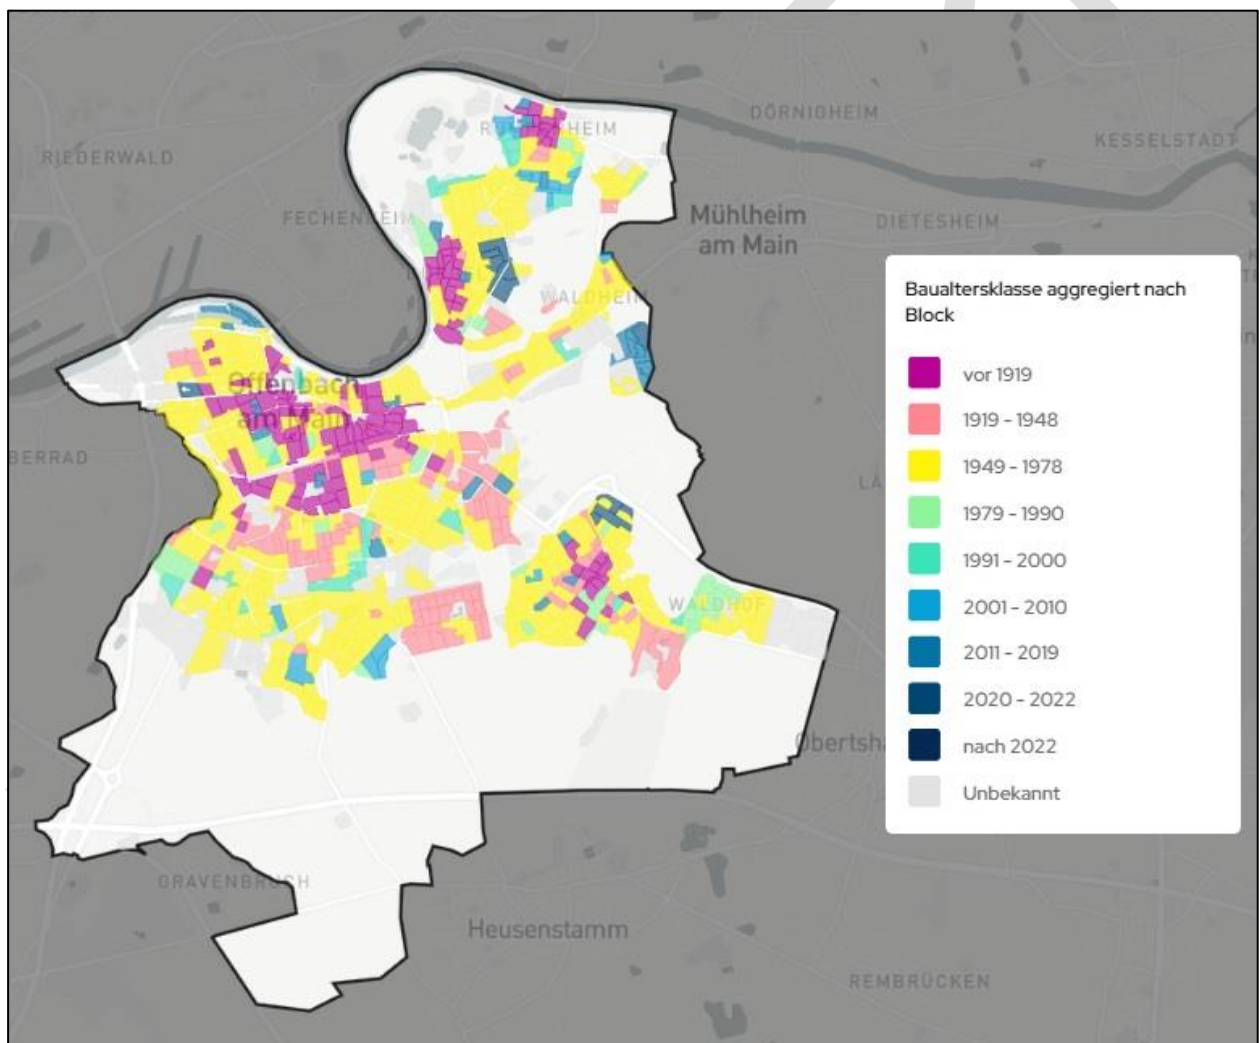 DÖRNIGHEIM
KESSELSTADT
RIEDERWALD
FECHENHEIM
Mühlheim
am Main
DIETESHEIM
WALDHEIM
Offenbach
am Main
BERRAD
WALDHOF
Obertsha
GRAVENBRUCH
Heusenstamm
REMBRÜCKEN
Baualtersklasse aggregiert nach
Block
vor 1919
1919 - 1948
1949 - 1978
1979 - 1990
1991 - 2000
2001 - 2010
2011 - 2019
2020 - 2022
nach 2022
Unbekannt